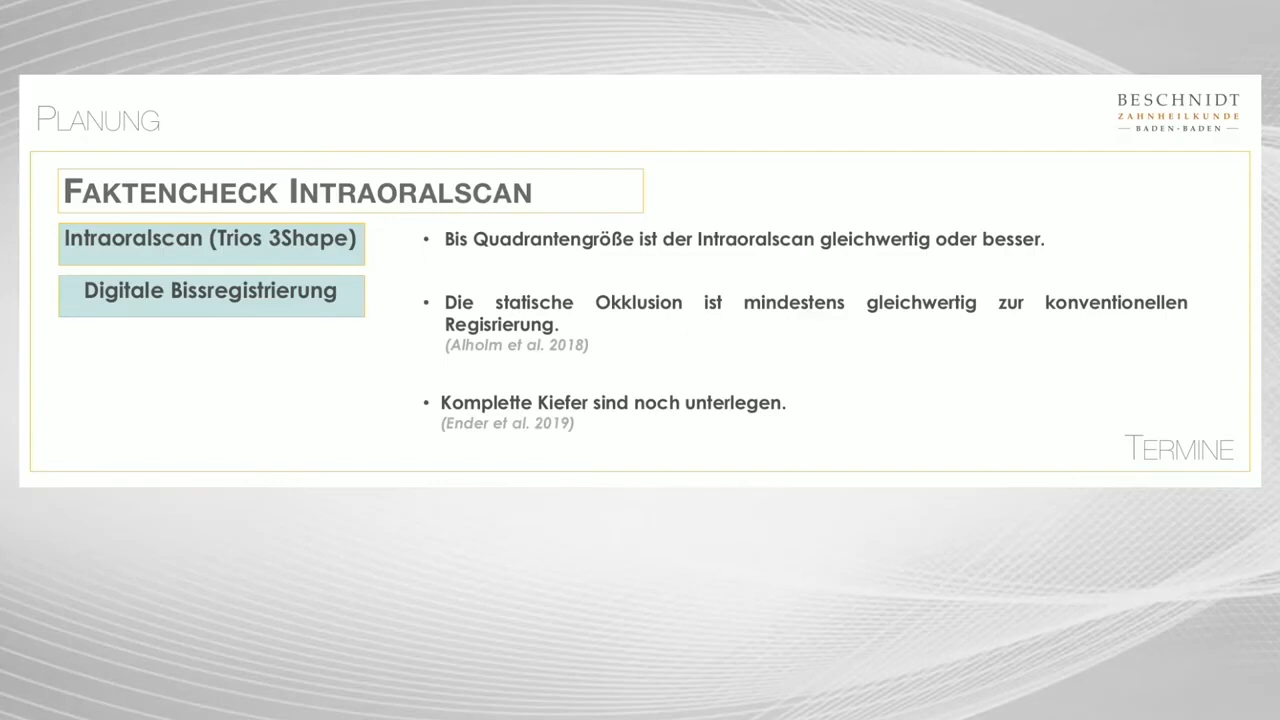 PLANUNG
BESCHNIDT
ZAHNHEILKUNDE
BADEN-BADEN
FAKTENCHECK INTRAORALSCAN
Intraoralscan (Trios 3Shape)
Digitale Bissregistrierung
• Bis Quadrantengröße ist der Intraoralscan gleichwertig oder besser.
• Die statische Okklusion ist mindestens gleichwertig zur konventionellen
Regisrierung.
(Alholm et al. 2018)
• Komplette Kiefer sind noch unterlegen.
(Ender et al. 2019)
TERMINE